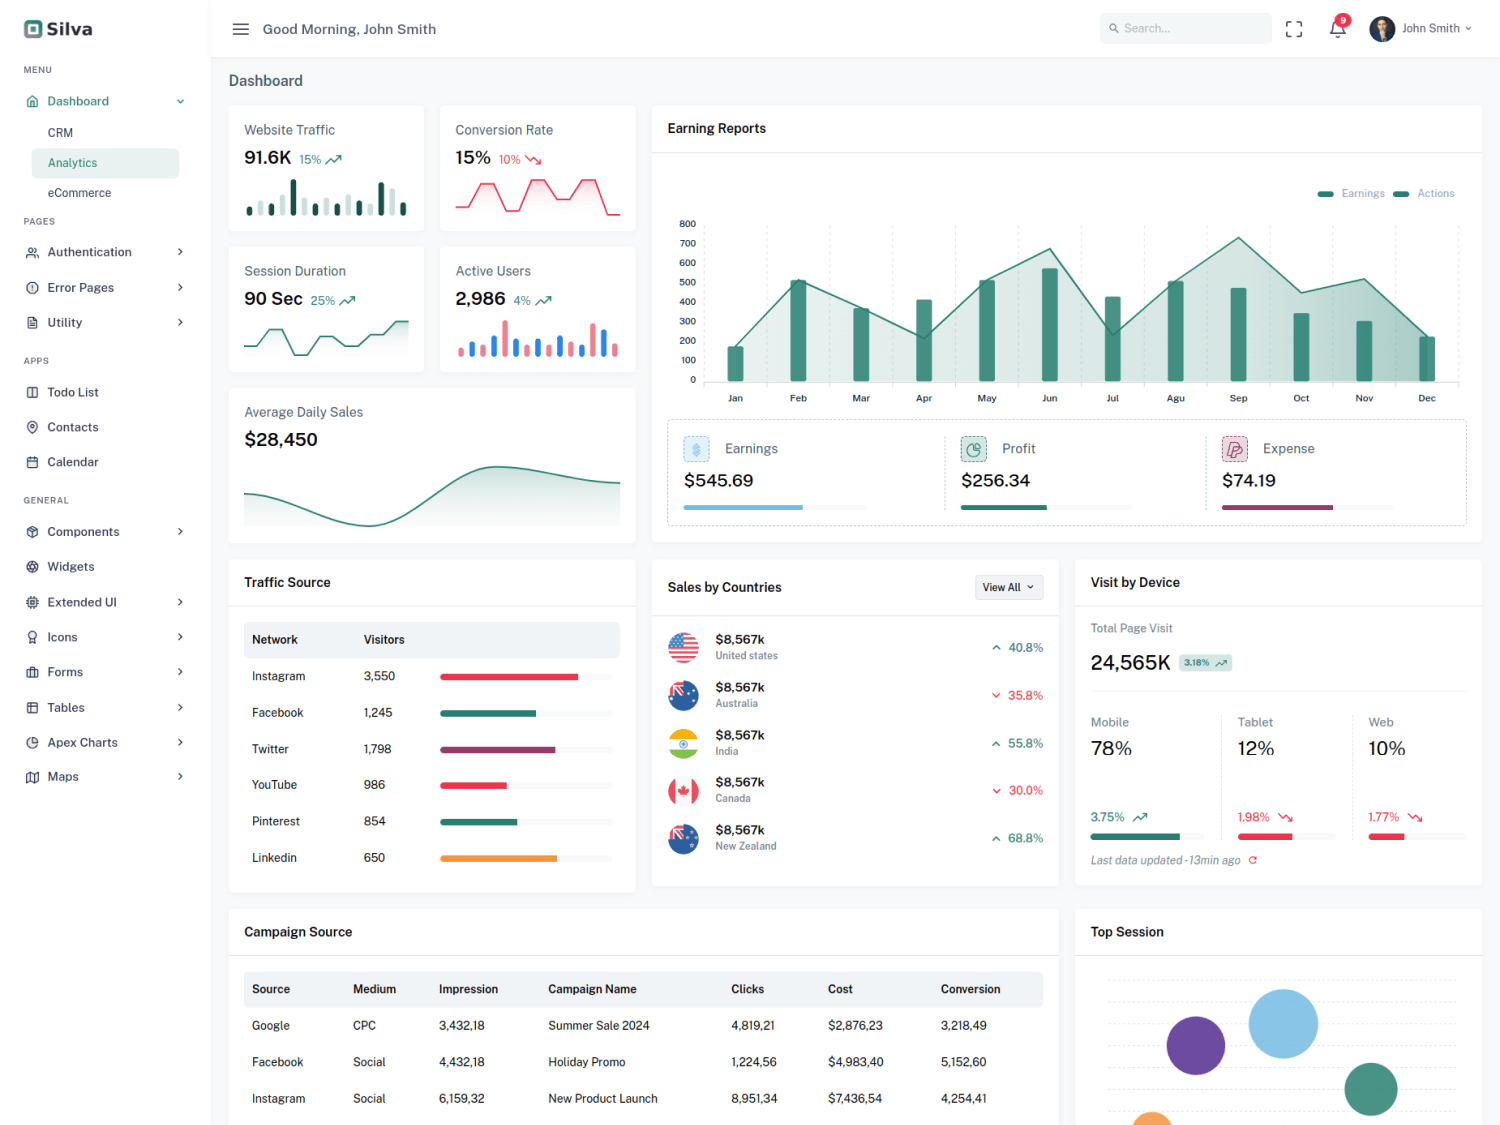 Silva
Good Morning, John Smith
Search...
9
John Smith
MENU
Dashboard
CRM
Analytics
eCommerce
PAGES
Authentication
Error Pages
Utility
APPS
Todo List
Contacts
Calendar
GENERAL
Components
Widgets
Extended UI
Icons
Forms
Tables
Apex Charts
Maps
Dashboard
Website Traffic
91.6K 15%
Conversion Rate
15% 10%
Session Duration
90 Sec 25%
Active Users
2,986 4%
Average Daily Sales
$28,450
Earning Reports
Earnings Actions
800
700
600
500
400
300
200
100
0
Jan Feb Mar Apr May Jun Jul Agu Sep Oct Nov Dec
$ Earnings
$545.69
Profit
$256.34
Expense
$74.19
Traffic Source
Network Visitors
Instagram 3,550
Facebook 1,245
Twitter 1,798
YouTube 986
Pinterest 854
Linkedin 650
Sales by Countries
View All
$8,567k
United states
40.8%
$8,567k
Australia
35.8%
$8,567k
India
55.8%
$8,567k
Canada
30.0%
$8,567k
New Zealand
68.8%
Visit by Device
Total Page Visit
24,565K 3.18%
Mobile
78%
3.75%
Tablet
12%
1.98%
Web
10%
1.77%
Last data updated - 13min ago
Campaign Source
Source Medium Impression Campaign Name Clicks Cost Conversion
Google CPC 3,432,18 Summer Sale 2024 4,819,21 $2,876,23 3,218,49
Facebook Social 4,432,18 Holiday Promo 1,224,56 $4,983,40 5,152,60
Instagram Social 6,159,32 New Product Launch 8,951,34 $7,436,54 4,254,41
Top Session